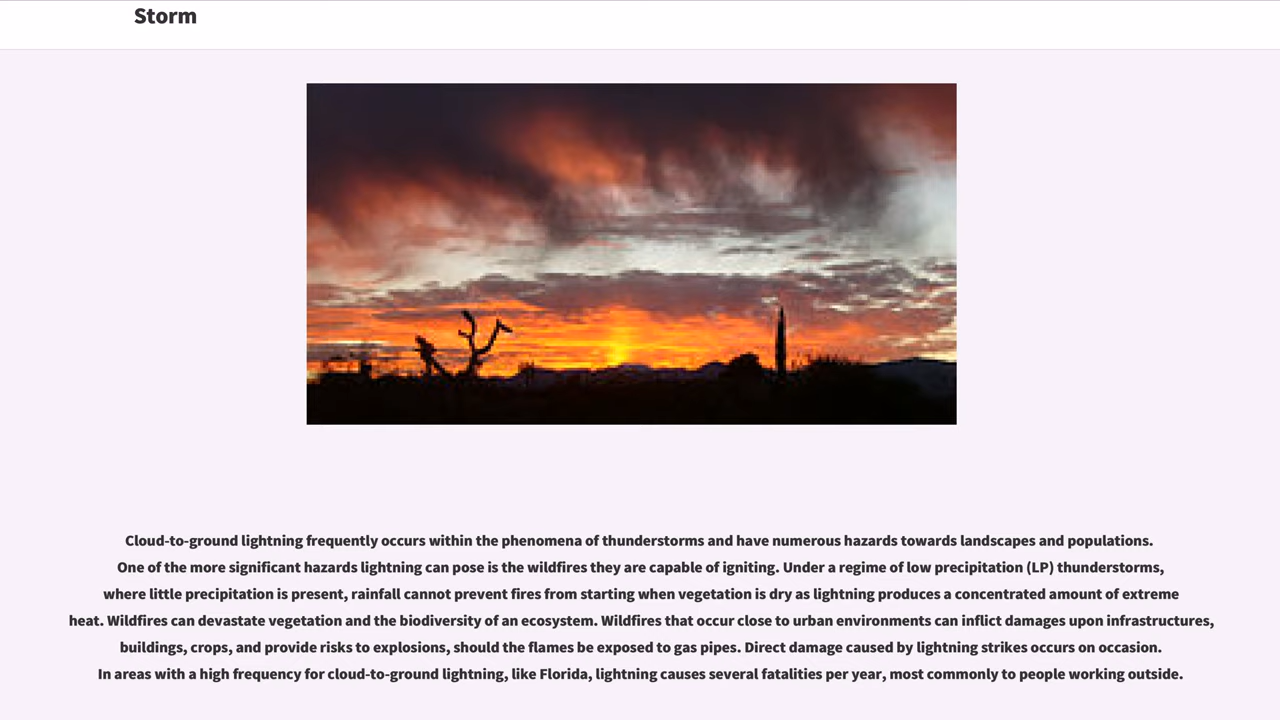 Storm
Cloud-to-ground lightning frequently occurs within the phenomena of thunderstorms and have numerous hazards towards landscapes and populations.
One of the more significant hazards lightning can pose is the wildfires they are capable of igniting. Under a regime of low precipitation (LP) thunderstorms,
where little precipitation is present, rainfall cannot prevent fires from starting when vegetation is dry as lightning produces a concentrated amount of extreme
heat. Wildfires can devastate vegetation and the biodiversity of an ecosystem. Wildfires that occur close to urban environments can inflict damages upon infrastructures,
buildings, crops, and provide risks to explosions, should the flames be exposed to gas pipes. Direct damage caused by lightning strikes occurs on occasion.
In areas with a high frequency for cloud-to-ground lightning, like Florida, lightning causes several fatalities per year, most commonly to people working outside.